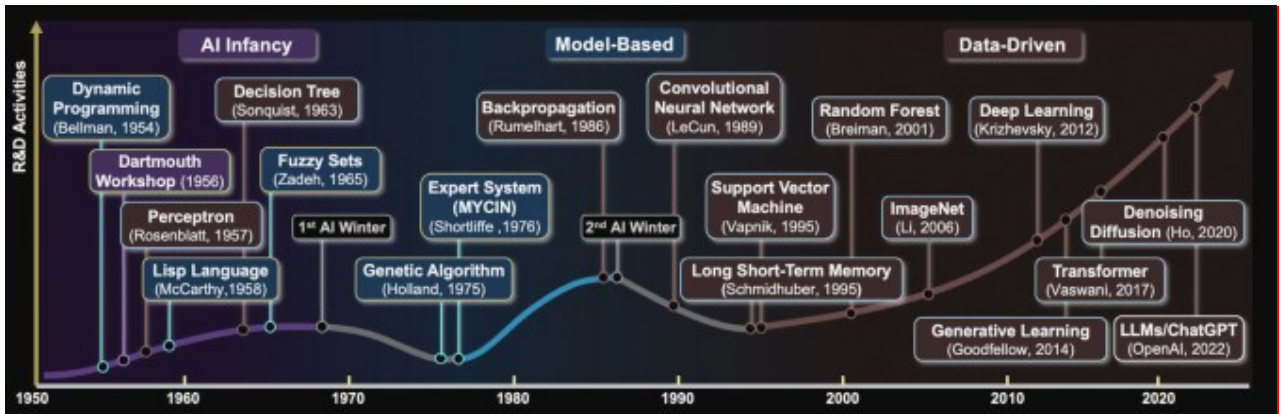 AI Infancy
Model-Based
Data-Driven
R&D Activities
Dynamic
Programming
(Bellman, 1954)
Decision Tree
(Sonquist, 1963)
Backpropagation
(Rumelhart, 1986)
Convolutional
Neural Network
(LeCun, 1989)
Random Forest
(Breiman, 2001)
Deep Learning
(Krizhevsky, 2012)
Dartmouth
Workshop (1956)
Fuzzy Sets
(Zadeh, 1965)
Expert System
(MYCIN)
(Shortliffe ,1976)
Support Vector
Machine
(Vapnik, 1995)
Perceptron
(Rosenblatt, 1957)
1st AI Winter
2nd AI Winter
ImageNet
(Li, 2006)
Denoising
Diffusion (Ho, 2020)
Lisp Language
(McCarthy,1958)
Genetic Algorithm
(Holland, 1975)
Long Short-Term Memory
(Schmidhuber, 1995)
Transformer
(Vaswani, 2017)
Generative Learning
(Goodfellow, 2014)
LLMs/ChatGPT
(OpenAI, 2022)
1950
1960
1970
1980
1990
2000
2010
2020